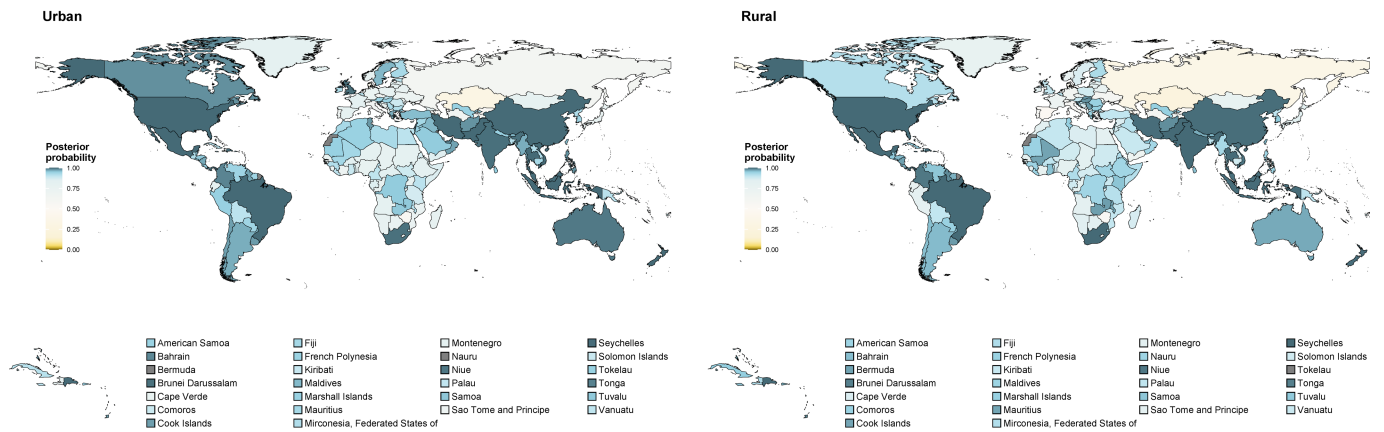 Urban
Posterior
probability
1.00
0.75
0.50
0.25
0.00
American Samoa
Bahrain
Bermuda
Brunei Darussalam
Cape Verde
Comoros
Cook Islands
Fiji
French Polynesia
Kiribati
Maldives
Marshall Islands
Mauritius
Mirconesia, Federated States of
Montenegro
Nauru
Niue
Palau
Samoa
Sao Tome and Principe
Seychelles
Solomon Islands
Tokelau
Tonga
Tuvalu
Vanuatu
Rural
Posterior
probability
1.00
0.75
0.50
0.25
0.00
American Samoa
Bahrain
Bermuda
Brunei Darussalam
Cape Verde
Comoros
Cook Islands
Fiji
French Polynesia
Kiribati
Maldives
Marshall Islands
Mauritius
Mirconesia, Federated States of
Montenegro
Nauru
Niue
Palau
Samoa
Sao Tome and Principe
Seychelles
Solomon Islands
Tokelau
Tonga
Tuvalu
Vanuatu